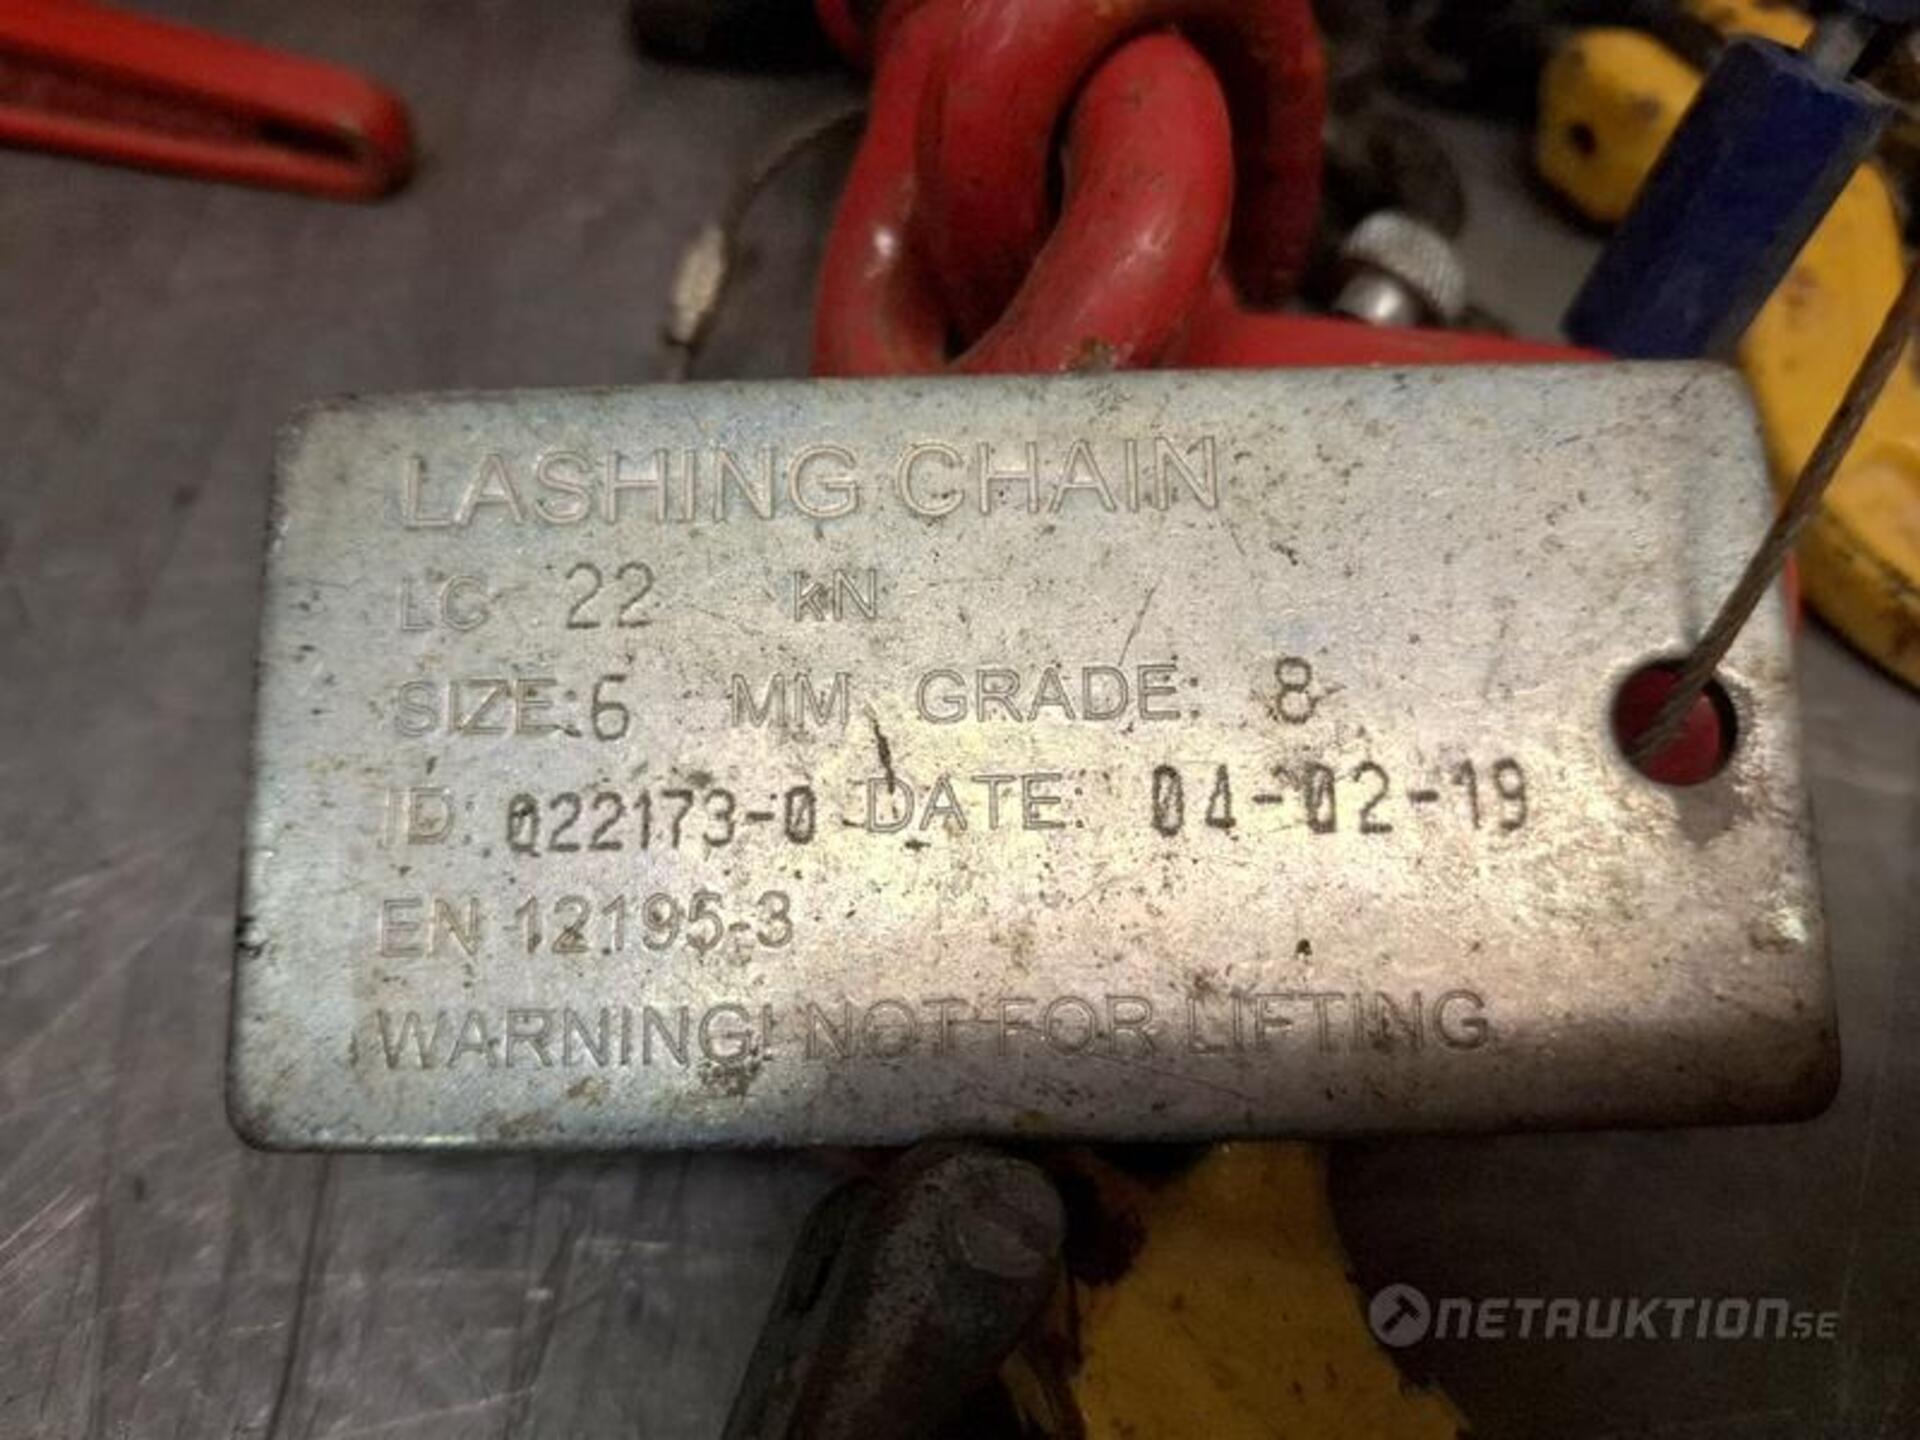 LASHING CHAIN
LC 22 kN
SIZE: 6 MM GRADE: 8
ID: 022173-0 DATE: 04-02-19
EN 12195-3
WARNING! NOT FOR LIFTING
NETAUKTION.SE